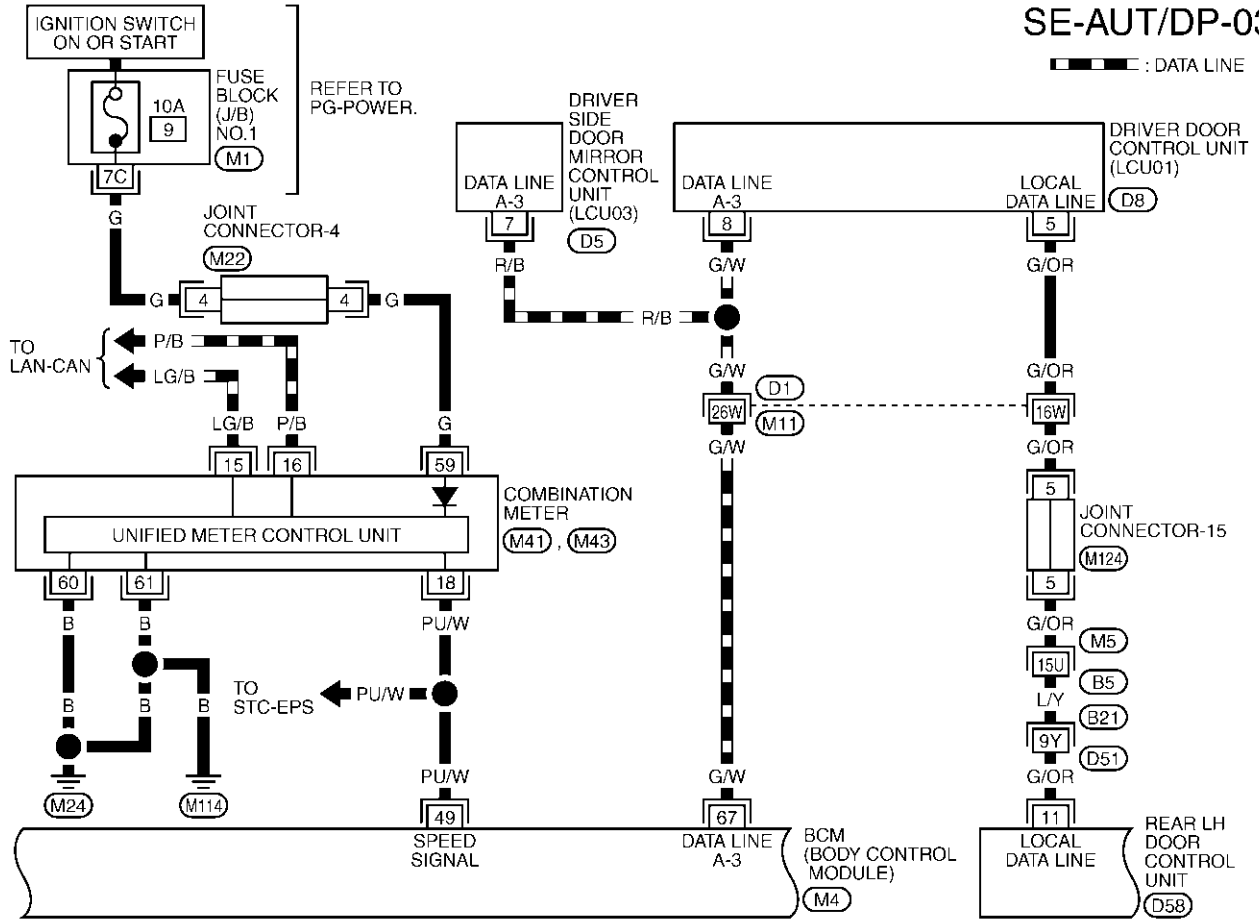 SE-AUT/DP-03
: DATA LINE
IGNITION SWITCH
ON OR START
FUSE
BLOCK
(J/B)
NO.1
M1
10A
9
7C
REFER TO
PG-POWER.
G
JOINT
CONNECTOR-4
M22
G
4
4
G
TO
LAN-CAN
P/B
LG/B
LG/B
P/B
G
15
16
59
COMBINATION
METER
M41 , M43
UNIFIED METER CONTROL UNIT
60
61
18
B
B
PU/W
TO
STC-EPS
PU/W
B
B
B
M24
M114
PU/W
49
SPEED
SIGNAL
DRIVER
SIDE
DOOR
MIRROR
CONTROL
UNIT
(LCU03)
D5
DATA LINE
A-3
7
R/B
R/B
DRIVER DOOR
CONTROL UNIT
(LCU01)
D8
DATA LINE
A-3
8
G/W
G/W
26W
D1
M11
G/W
G/W
67
DATA LINE
A-3
BCM
(BODY CONTROL
MODULE)
M4
LOCAL
DATA LINE
5
G/OR
G/OR
16W
G/OR
5
JOINT
CONNECTOR-15
M124
5
G/OR
M5
15U
B5
L/Y
B21
9Y
D51
G/OR
11
LOCAL
DATA LINE
REAR LH
DOOR
CONTROL
UNIT
D58